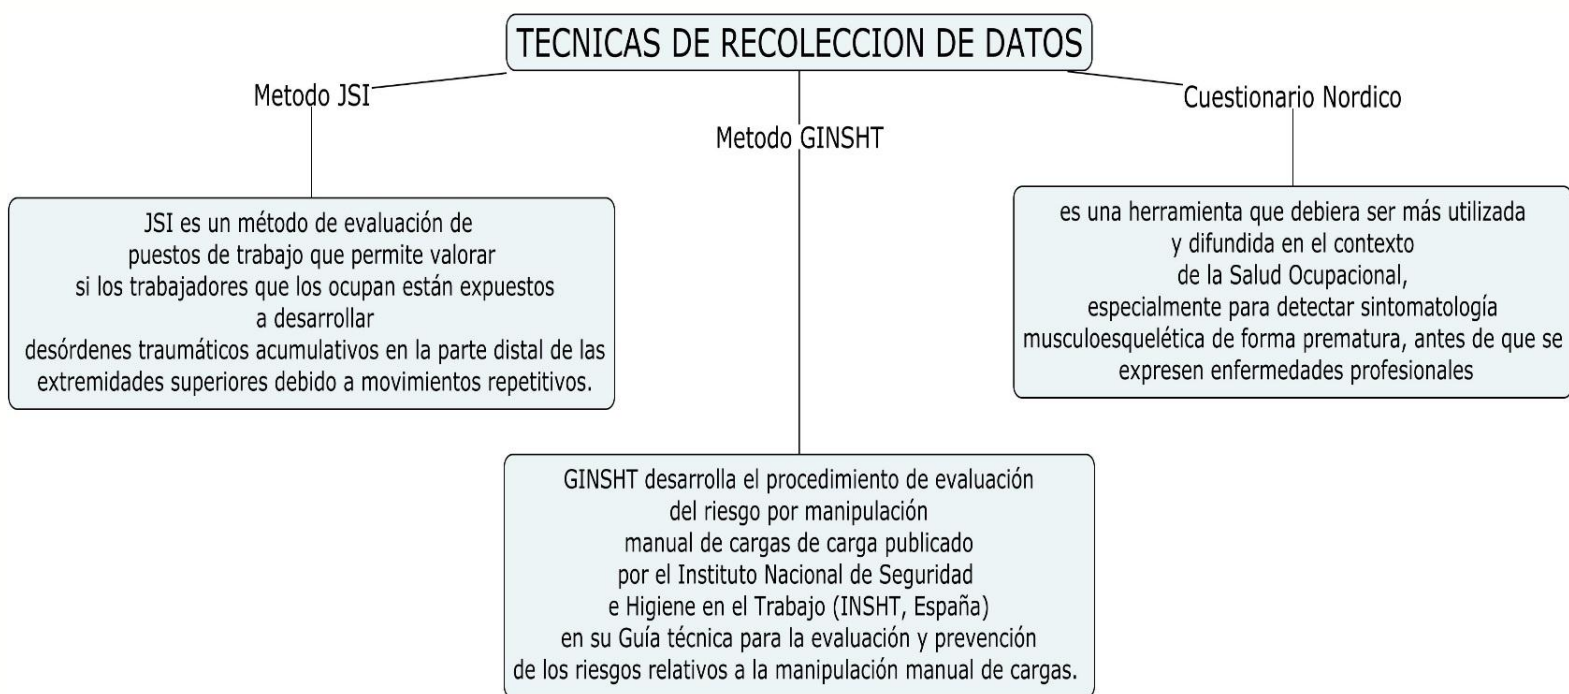 TECNICAS DE RECOLECCION DE DATOS
Metodo JSI
JSI es un método de evaluación de
puestos de trabajo que permite valorar
si los trabajadores que los ocupan están expuestos
a desarrollar
desórdenes traumáticos acumulativos en la parte distal de las
extremidades superiores debido a movimientos repetitivos.
Metodo GINSHT
GINSHT desarrolla el procedimiento de evaluación
del riesgo por manipulación
manual de cargas de carga publicado
por el Instituto Nacional de Seguridad
e Higiene en el Trabajo (INSHT, España)
en su Guía técnica para la evaluación y prevención
de los riesgos relativos a la manipulación manual de cargas.
Cuestionario Nordico
es una herramienta que debiera ser más utilizada
y difundida en el contexto
de la Salud Ocupacional,
especialmente para detectar sintomatología
musculoesquelética de forma prematura, antes de que se
expresen enfermedades profesionales